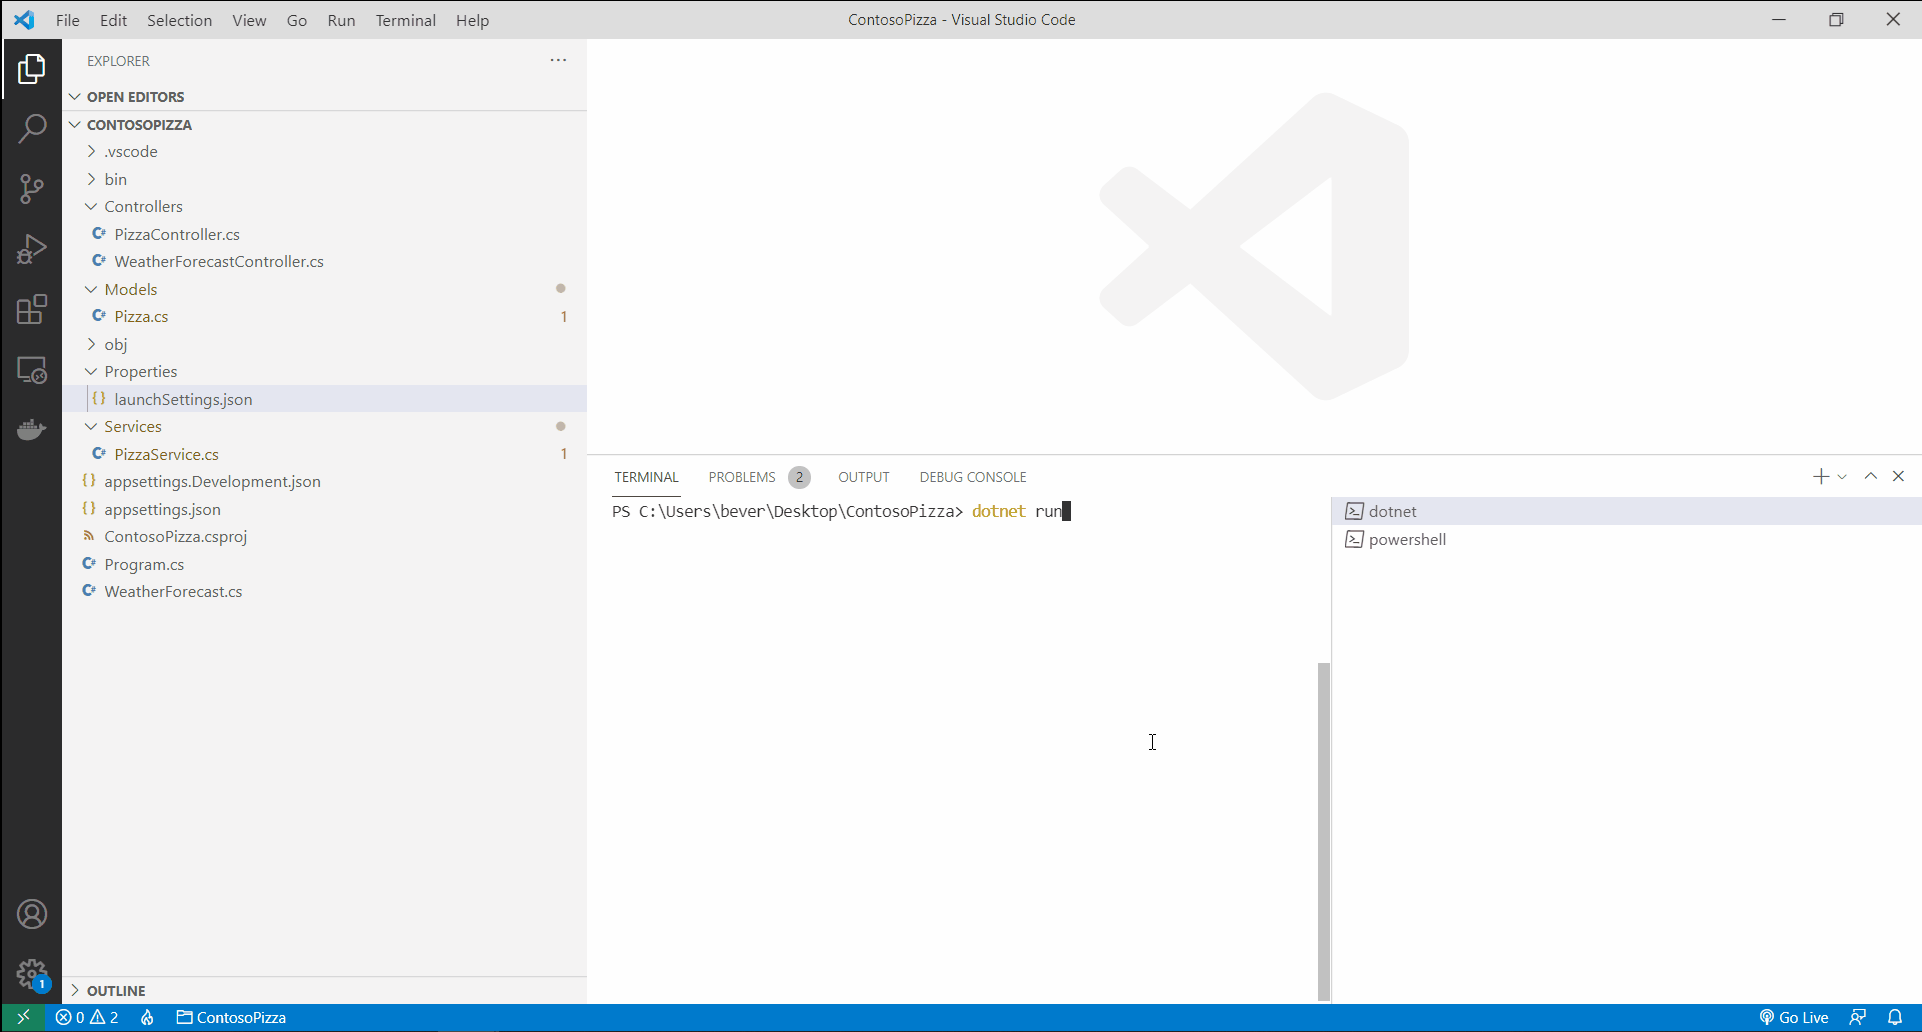 File Edit Selection View Go Run Terminal Help
ContosoPizza - Visual Studio Code
EXPLORER
OPEN EDITORS
CONTOSOPIZZA
.vscode
bin
Controllers
PizzaController.cs
WeatherForecastController.cs
Models
Pizza.cs 1
obj
Properties
launchSettings.json
Services
PizzaService.cs 1
appsettings.Development.json
appsettings.json
ContosoPizza.csproj
Program.cs
WeatherForecast.cs
OUTLINE
TERMINAL PROBLEMS 2 OUTPUT DEBUG CONSOLE
PS C:\Users\bever\Desktop\ContosoPizza> dotnet run
dotnet
powershell
1
0 2 ContosoPizza Go Live